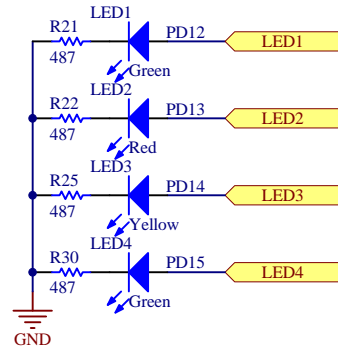 LED1
R21
PD12
LED1
487
Green
LED2
R22
PD13
LED2
487
Red
LED3
R25
PD14
LED3
487
Yellow
LED4
R30
PD15
LED4
487
Green
GND